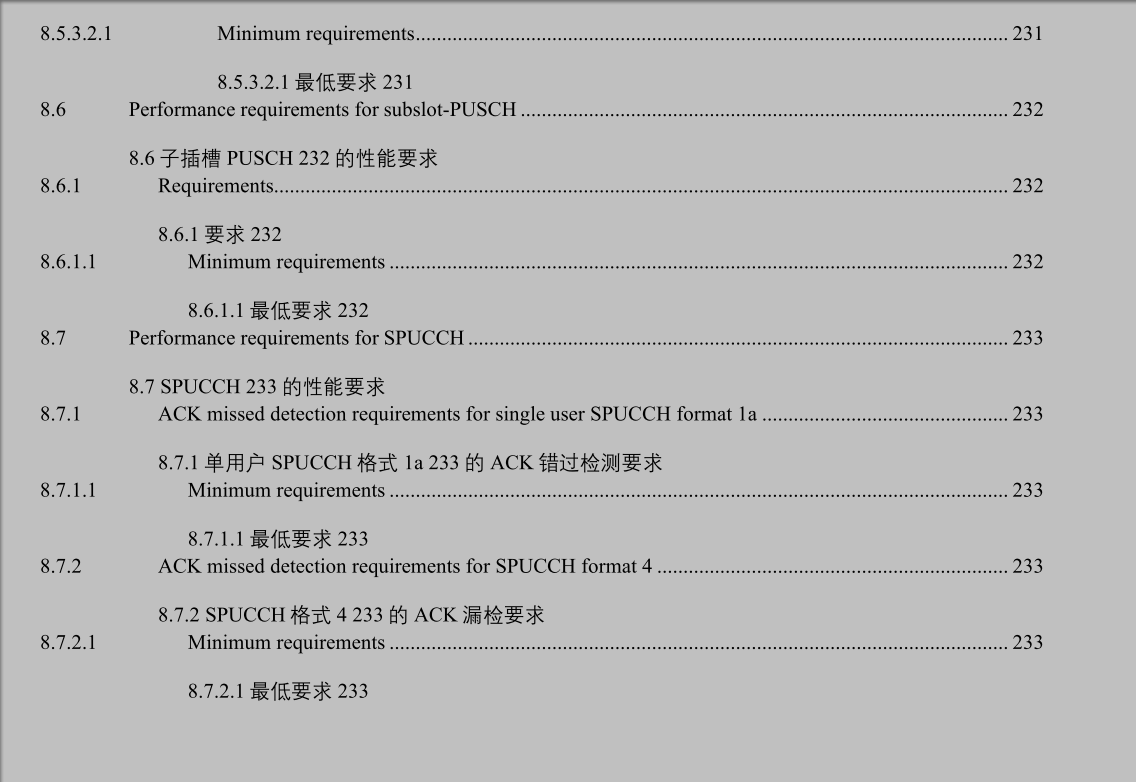 8.5.3.2.1 Minimum requirements........ 231
8.5.3.2.1 最低要求 231
8.6 Performance requirements for subslot-PUSCH ........ 232
8.6 子插槽 PUSCH 232 的性能要求
8.6.1 Requirements........ 232
8.6.1 要求 232
8.6.1.1 Minimum requirements ........ 232
8.6.1.1 最低要求 232
8.7 Performance requirements for SPUCCH ........ 233
8.7 SPUCCH 233 的性能要求
8.7.1 ACK missed detection requirements for single user SPUCCH format 1a ........ 233
8.7.1 单用户 SPUCCH 格式 1a 233 的 ACK 错过检测要求
8.7.1.1 Minimum requirements ........ 233
8.7.1.1 最低要求 233
8.7.2 ACK missed detection requirements for SPUCCH format 4 ........ 233
8.7.2 SPUCCH 格式 4 233 的 ACK 漏检要求
8.7.2.1 Minimum requirements ........ 233
8.7.2.1 最低要求 233